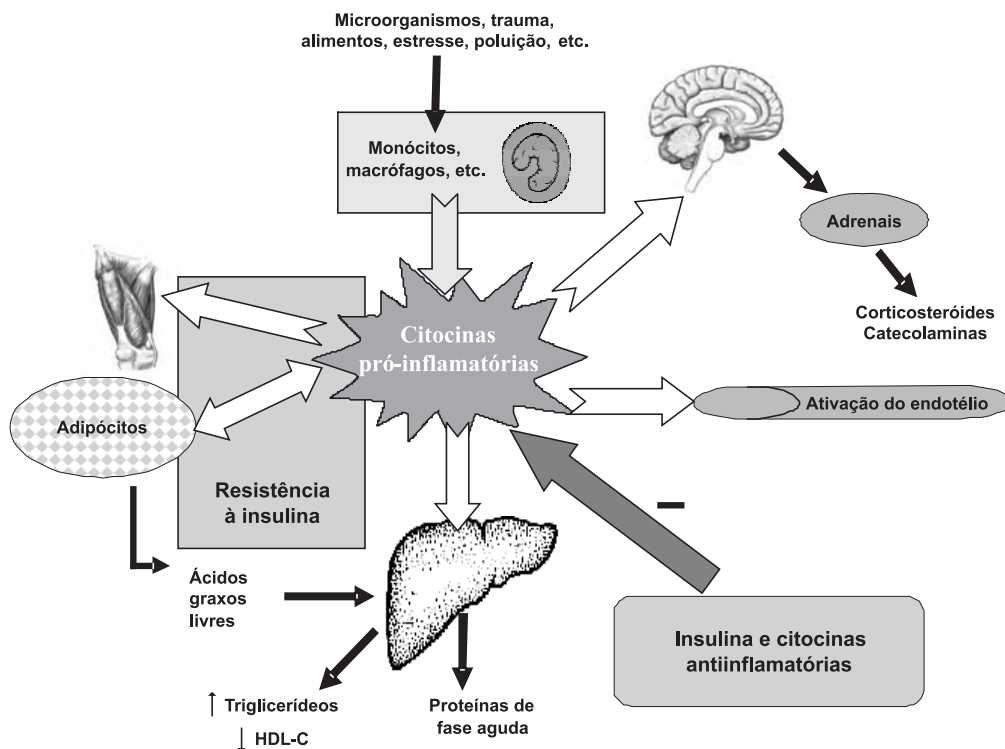 Microorganismos, trauma,
alimentos, estresse, poluição, etc.
Monócitos,
macrófagos, etc.
Adrenais
Corticosteróides
Catecolaminas
Citocinas
pró-inflamatórias
Ativação do endotélio
Adipócitos
Resistência
à insulina
–
Ácidos
graxos
livres
Insulina e citocinas
antiinflamatórias
↑ Triglicerídeos
↓ HDL-C
Proteínas de
fase aguda